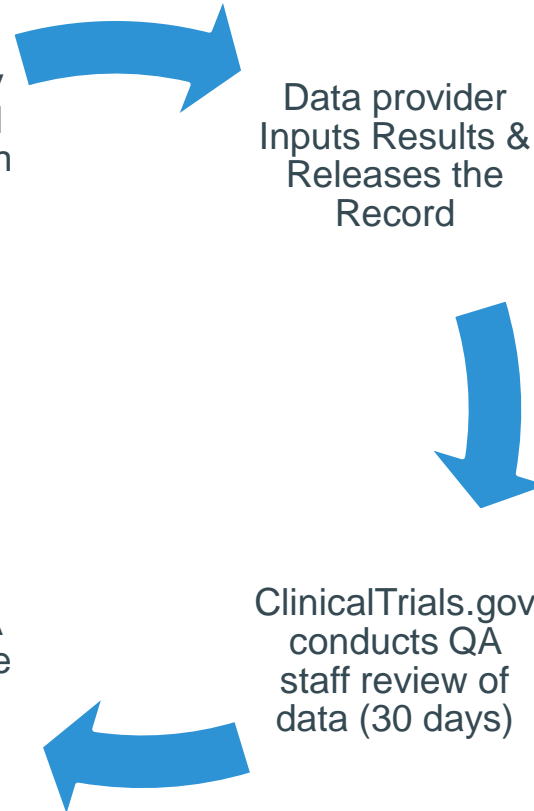 Data provider
Inputs Results &
Releases the
Record
ClinicalTrials.gov
conducts QA
staff review of
data (30 days)